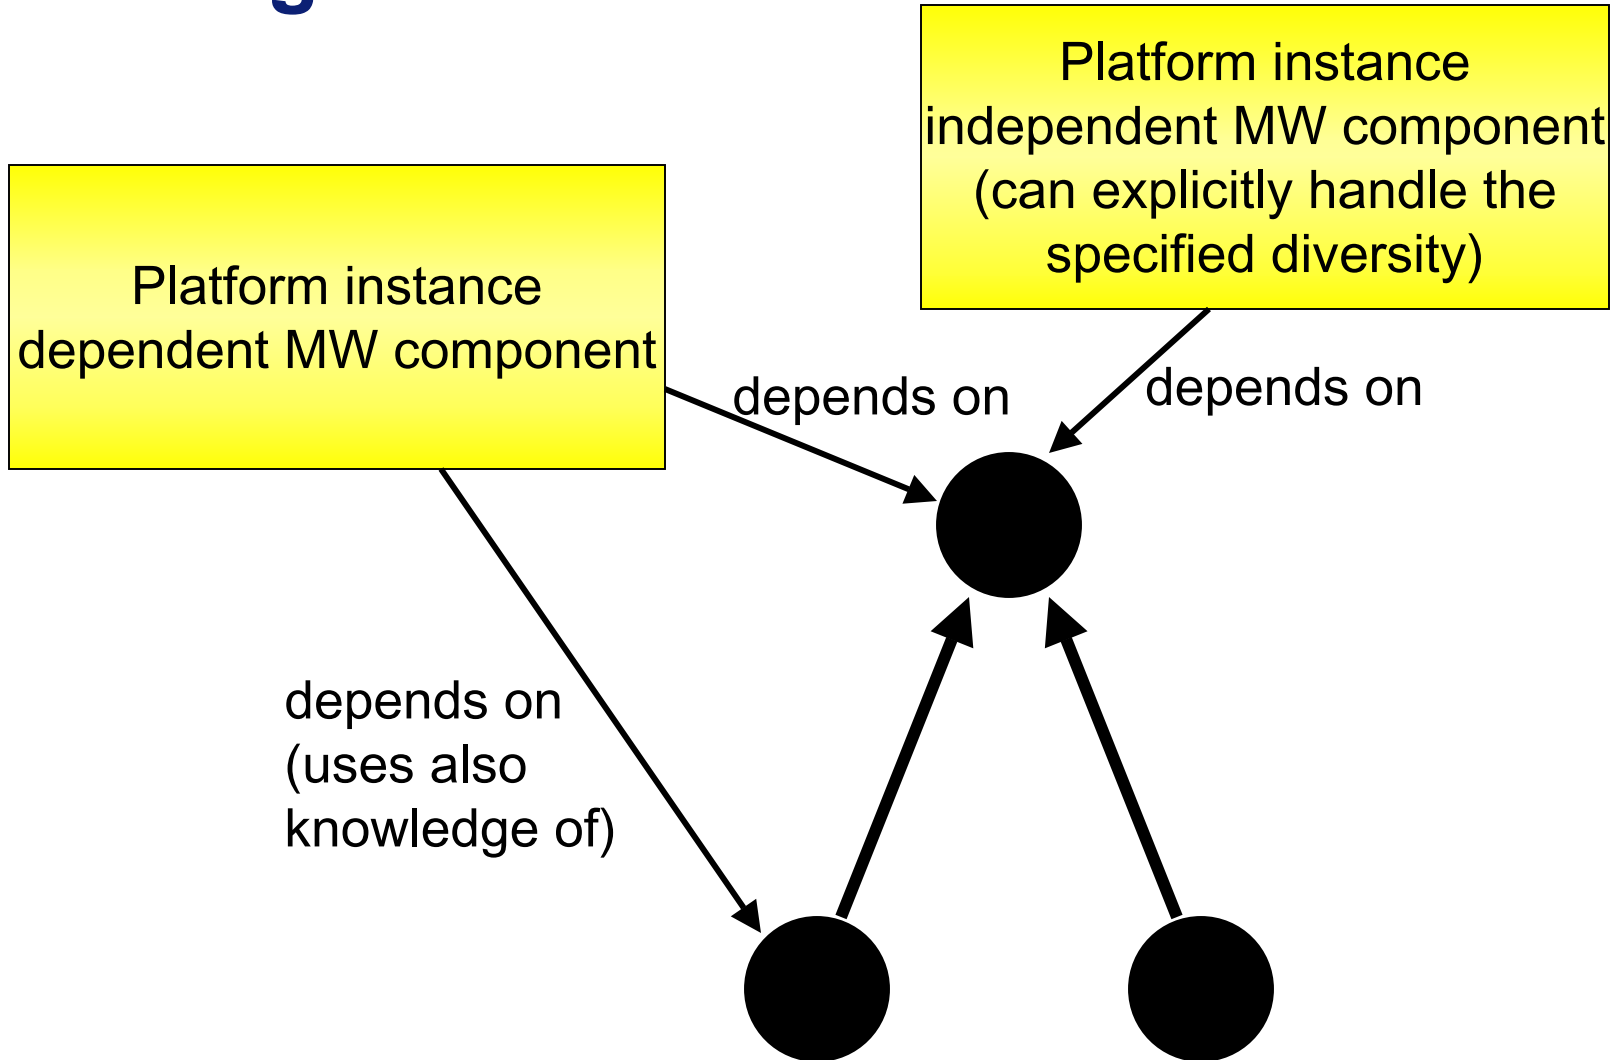 Platform instance
independent MW component
(can explicitly handle the
specified diversity)
Platform instance
dependent MW component
depends on
depends on
depends on
(uses also
knowledge of)